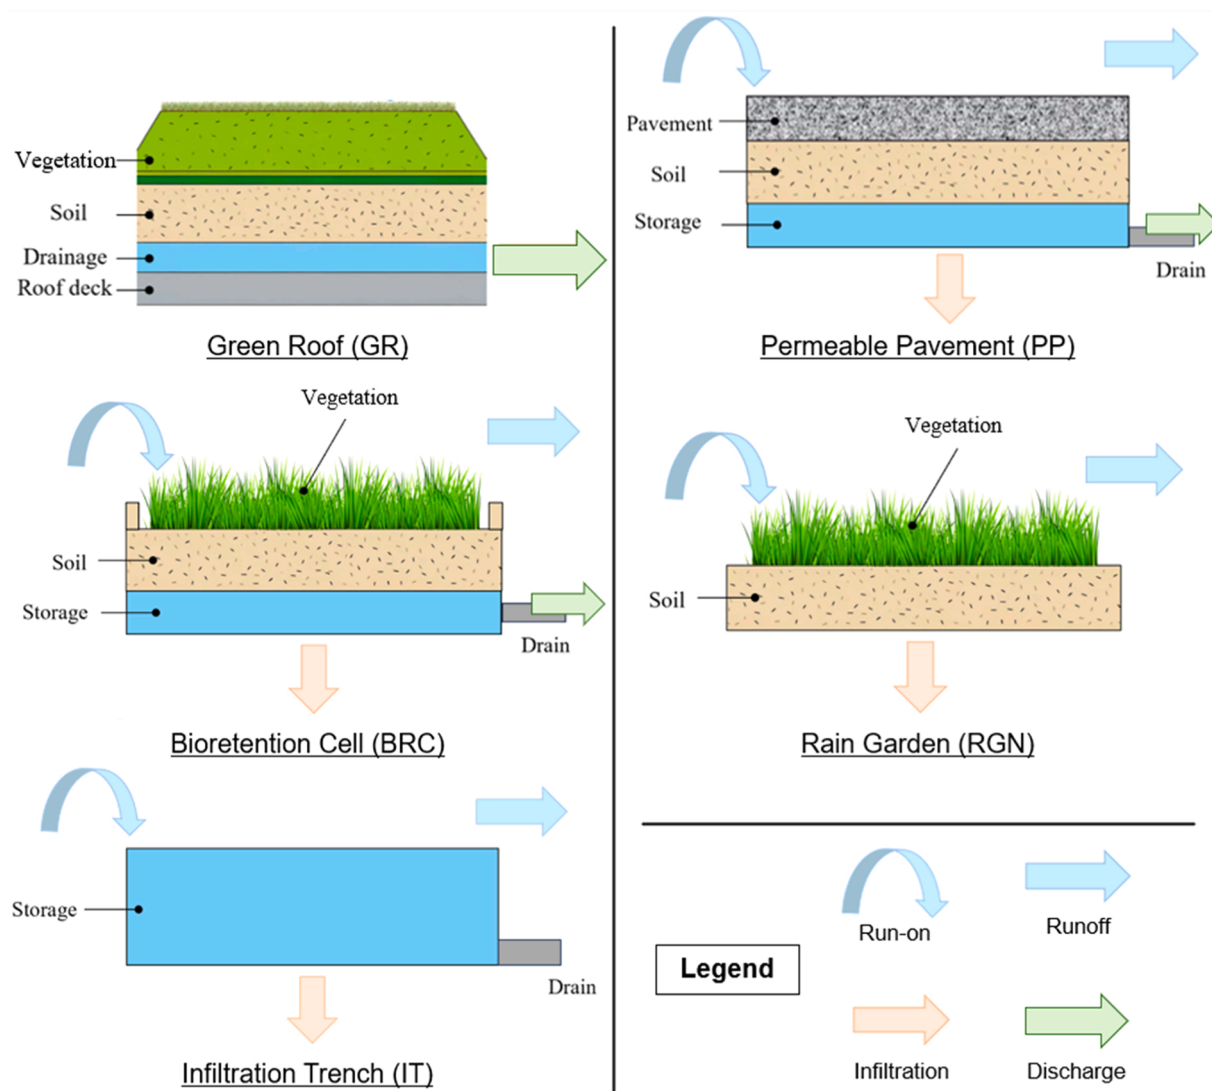 Vegetation
Soil
Drainage
Roof deck
Green Roof (GR)
Pavement
Soil
Storage
Drain
Permeable Pavement (PP)
Vegetation
Soil
Storage
Drain
Bioretention Cell (BRC)
Vegetation
Soil
Rain Garden (RGN)
Storage
Drain
Infiltration Trench (IT)
Legend
Run-on
Runoff
Infiltration
Discharge